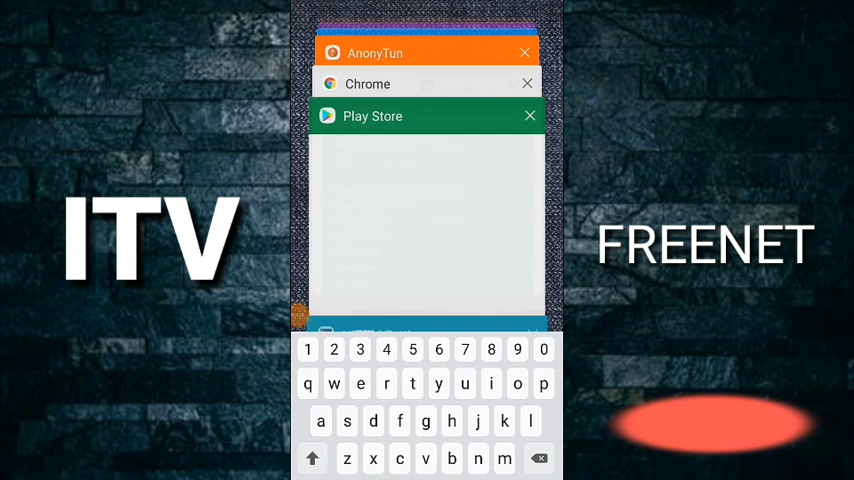 AnonyTun
Chrome
Play Store
ITV
FREENET
1 2 3 4 5 6 7 8 9 0
q w e r t y u i o p
a s d f g h j k l
z x c v b n m